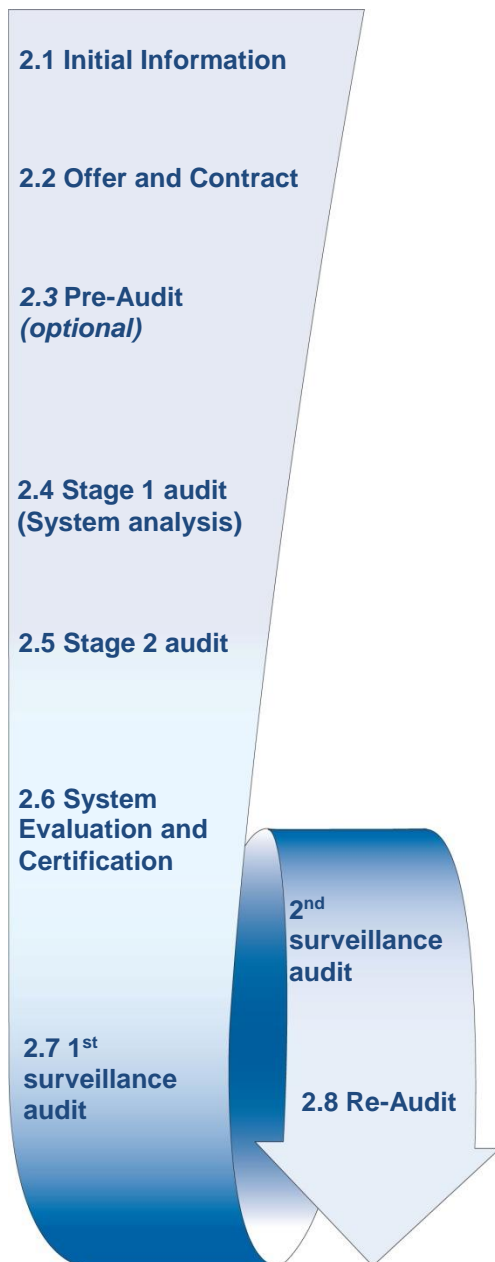 2.1 Initial Information
2.2 Offer and Contract
2.3 Pre-Audit
(optional)
2.4 Stage 1 audit
(System analysis)
2.5 Stage 2 audit
2.6 System
Evaluation and
Certification
2.7 1st
surveillance
audit
2nd
surveillance
audit
2.8 Re-Audit